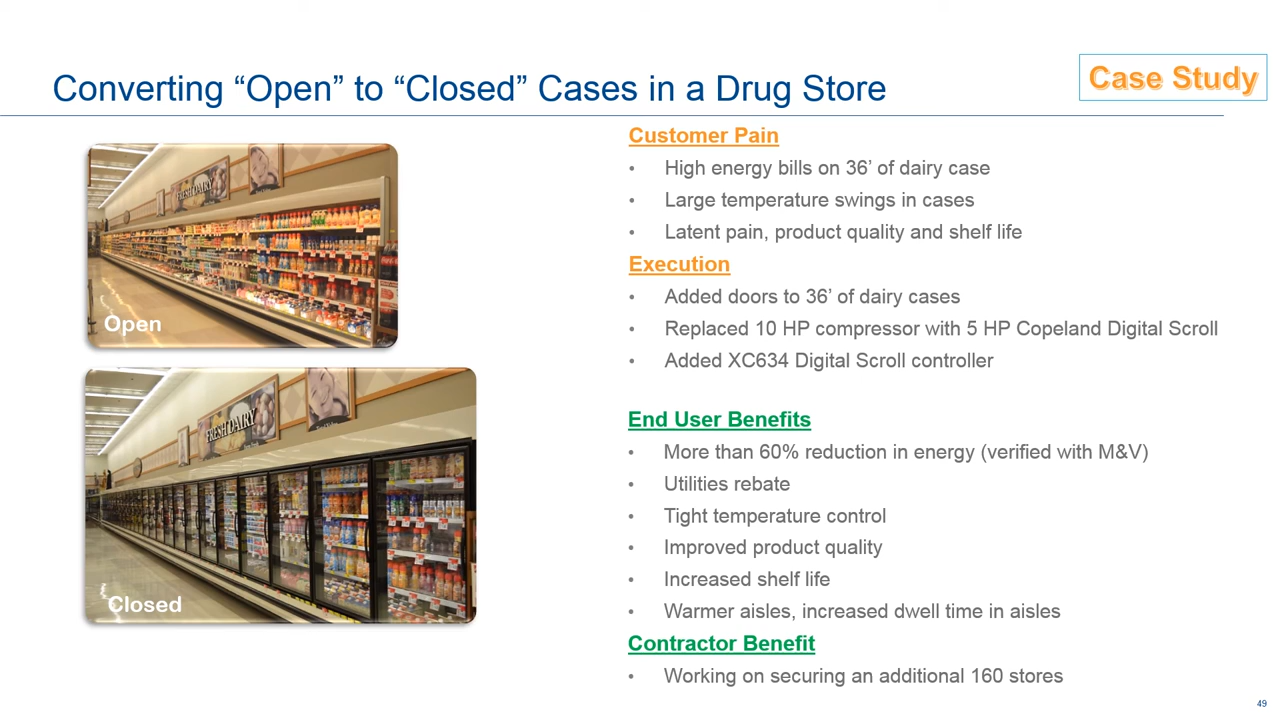 Converting “Open” to “Closed” Cases in a Drug Store
Case Study
FRESH DAIRY
Open
FRESH DAIRY
Closed
Customer Pain
• High energy bills on 36’ of dairy case
• Large temperature swings in cases
• Latent pain, product quality and shelf life
Execution
• Added doors to 36’ of dairy cases
• Replaced 10 HP compressor with 5 HP Copeland Digital Scroll
• Added XC634 Digital Scroll controller
End User Benefits
• More than 60% reduction in energy (verified with M&V)
• Utilities rebate
• Tight temperature control
• Improved product quality
• Increased shelf life
• Warmer aisles, increased dwell time in aisles
Contractor Benefit
• Working on securing an additional 160 stores
49